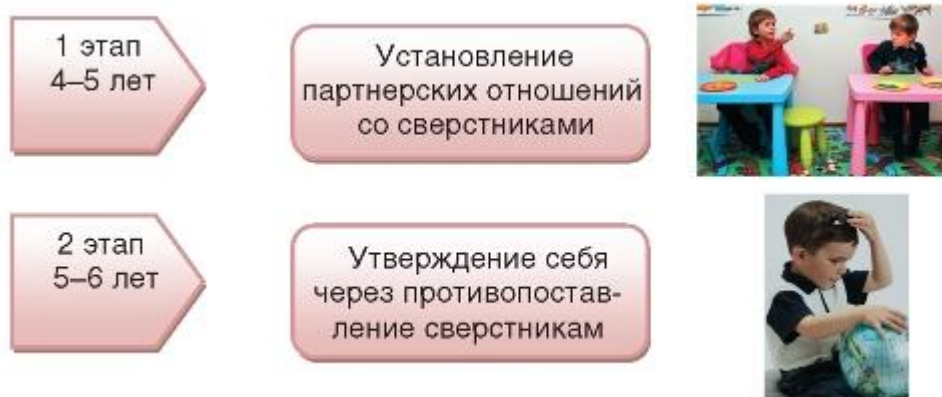 1 этап
4–5 лет
Установление
партнерских отношений
со сверстниками
2 этап
5–6 лет
Утверждение себя
через противопостав-
ление сверстникам